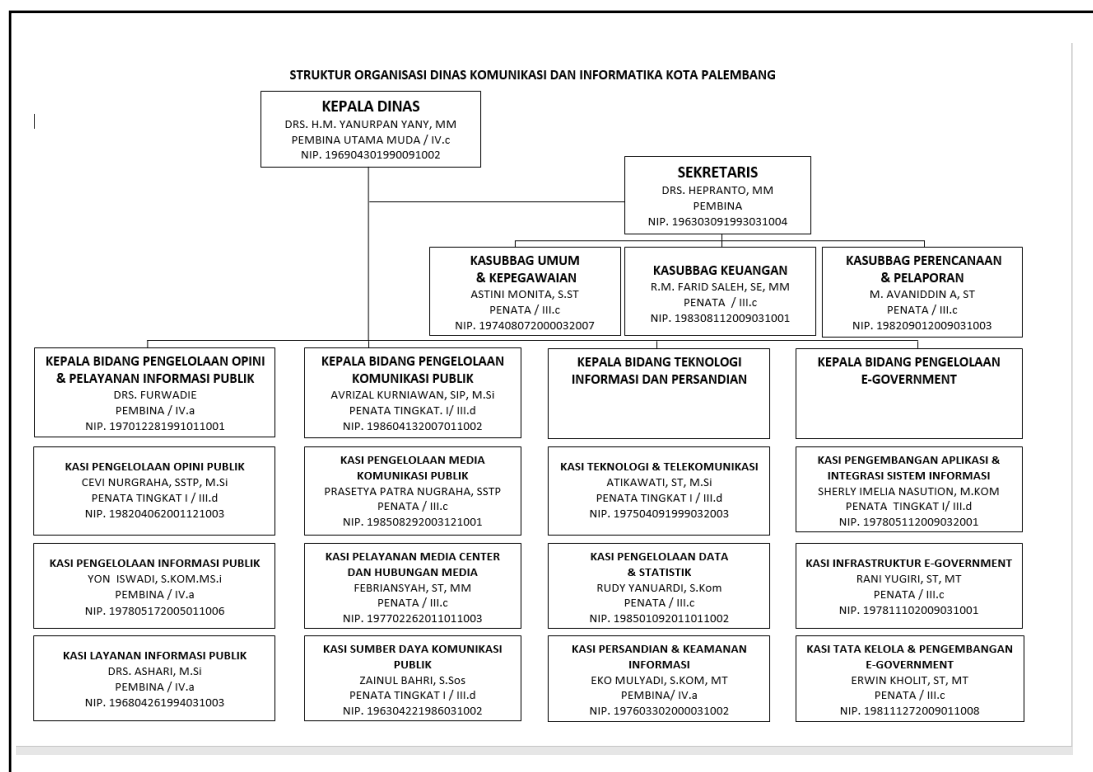 STRUKTUR ORGANISASI DINAS KOMUNIKASI DAN INFORMATIKA KOTA PALEMBANG
KEPALA DINAS
DRS. H.M. YANURPAN YANY, MM
PEMBINA UTAMA MUDA / IV.c
NIP. 196904301990091002
SEKRETARIS
DRS. HEPRANTO, MM
PEMBINA
NIP. 196303091993031004
KASUBBAG UMUM
& KEPEGAWAIAN
ASTINI MONITA, S.ST
PENATA / III.c
NIP. 197408072000032007
KASUBBAG KEUANGAN
R.M. FARID SALEH, SE, MM
PENATA / III.c
NIP. 198308112009031001
KASUBBAG PERENCANAAN
& PELAPORAN
M. AVANIDDIN A, ST
PENATA / III.c
NIP. 198209012009031003
KEPALA BIDANG PENGELOLAAN OPINI
& PELAYANAN INFORMASI PUBLIK
DRS. FURWADIE
PEMBINA / IV.a
NIP. 197012281991011001
KEPALA BIDANG PENGELOLAAN
KOMUNIKASI PUBLIK
AVRIZAL KURNIAWAN, SIP, M.Si
PENATA TINGKAT. I/ III.d
NIP. 198604132007011002
KEPALA BIDANG TEKNOLOGI
INFORMASI DAN PERSANDIAN
KEPALA BIDANG PENGELOLAAN
E-GOVERNMENT
KASI PENGELOLAAN OPINI PUBLIK
CEVI NURGRAHA, SSTP, M.Si
PENATA TINGKAT I / III.d
NIP. 198204062001121003
KASI PENGELOLAAN MEDIA
KOMUNIKASI PUBLIK
PRASETYA PATRA NUGRAHA, SSTP
PENATA / III.c
NIP. 198508292003121001
KASI TEKNOLOGI & TELEKOMUNIKASI
ATIKAWATI, ST, M.Si
PENATA TINGKAT I / III.d
NIP. 197504091999032003
KASI PENGEMBANGAN APLIKASI &
INTEGRASI SISTEM INFORMASI
SHERLY IMELIA NASUTION, M.KOM
PENATA TINGKAT I/ III.d
NIP. 197805112009032001
KASI PENGELOLAAN INFORMASI PUBLIK
YON ISWADI, S.KOM.MS.i
PEMBINA / IV.a
NIP. 197805172005011006
KASI PELAYANAN MEDIA CENTER
DAN HUBUNGAN MEDIA
FEBRIANSYAH, ST, MM
PENATA / III.c
NIP. 197702262011011003
KASI PENGELOLAAN DATA
& STATISTIK
RUDY YANUARDI, S.Kom
PENATA / III.c
NIP. 198501092011011002
KASI INFRASTRUKTUR E-GOVERNMENT
RANI YUGIRI, ST, MT
PENATA / III.c
NIP. 197811102009031001
KASI LAYANAN INFORMASI PUBLIK
DRS. ASHARI, M.Si
PEMBINA / IV.a
NIP. 196804261994031003
KASI SUMBER DAYA KOMUNIKASI
PUBLIK
ZAINUL BAHRI, S.Sos
PENATA TINGKAT I / III.d
NIP. 196304221986031002
KASI PERSANDIAN & KEAMANAN
INFORMASI
EKO MULYADI, S.KOM, MT
PEMBINA/ IV.a
NIP. 197603302000031002
KASI TATA KELOLA & PENGEMBANGAN
E-GOVERNMENT
ERWIN KHOLIT, ST, MT
PENATA / III.c
NIP. 198111272009011008